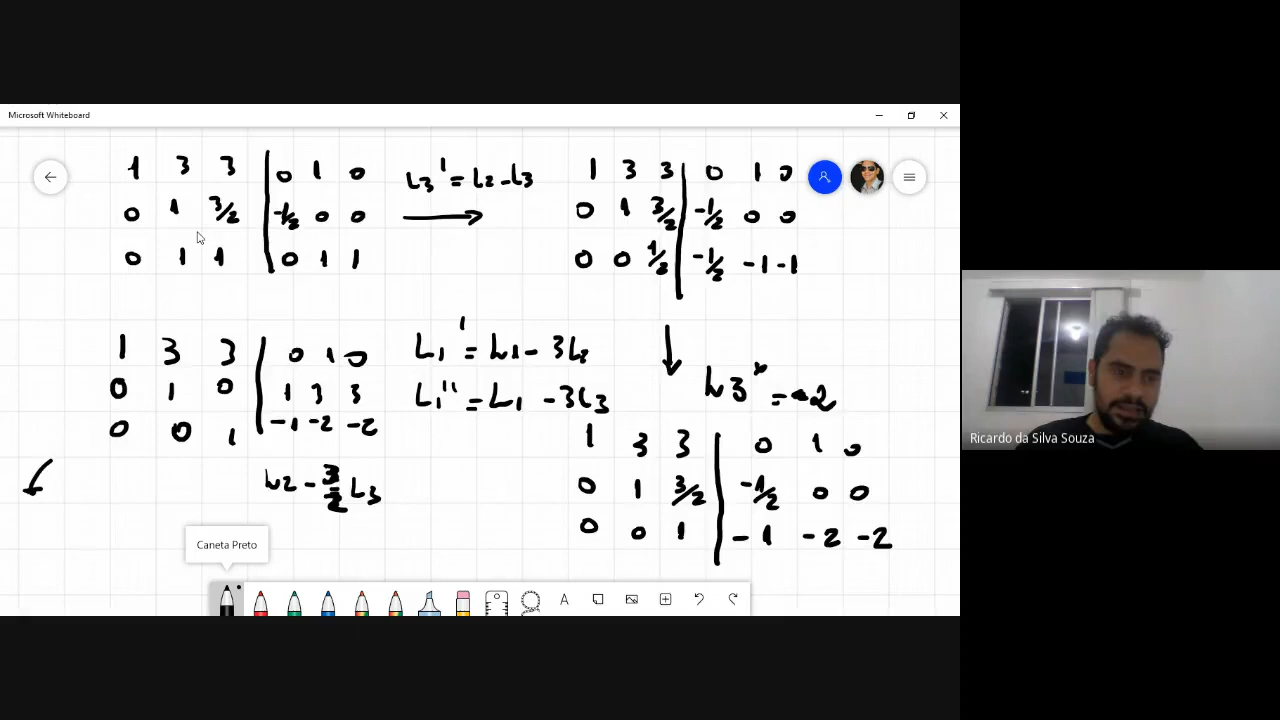 Microsoft Whiteboard
1 3 3 | 0 1 0
0 1 3/2 | -1/2 0 0
0 1 1 | 0 1 1
L3' = L2 - L3
1 3 3 | 0 1 0
0 1 3/2 | -1/2 0 0
0 0 1/2 | -1/2 -1 -1
1 3 3 | 0 1 0
0 1 0 | 1 3 3
0 0 1 | -1 -2 -2
L2 - 3/2 L3
L1' = L1 - 3L2
L1'' = L1 - 3L3
1 3 3 | 0 1 0
0 1 3/2 | -1/2 0 0
0 0 1 | -1 -2 -2
Caneta Preto
A
Ricardo da Silva Souza